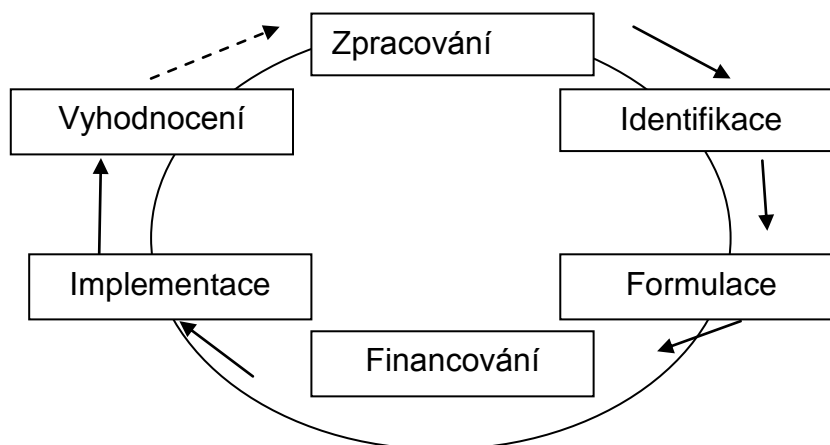 Zpracování
Identifikace
Formulace
Financování
Implementace
Vyhodnocení